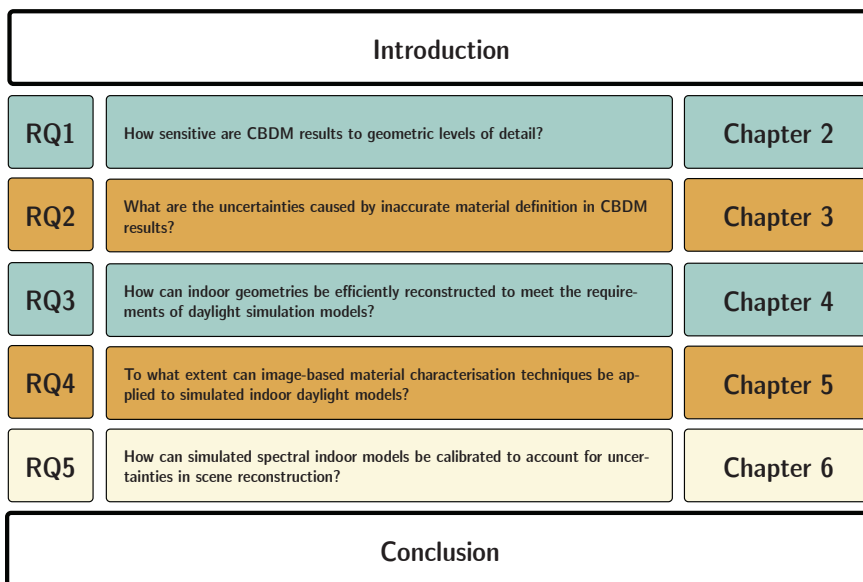 Introduction
RQ1
How sensitive are CBDM results to geometric levels of detail?
Chapter 2
RQ2
What are the uncertainties caused by inaccurate material definition in CBDM
results?
Chapter 3
RQ3
How can indoor geometries be efficiently reconstructed to meet the require-
ments of daylight simulation models?
Chapter 4
RQ4
To what extent can image-based material characterisation techniques be ap-
plied to simulated indoor daylight models?
Chapter 5
RQ5
How can simulated spectral indoor models be calibrated to account for uncer-
tainties in scene reconstruction?
Chapter 6
Conclusion